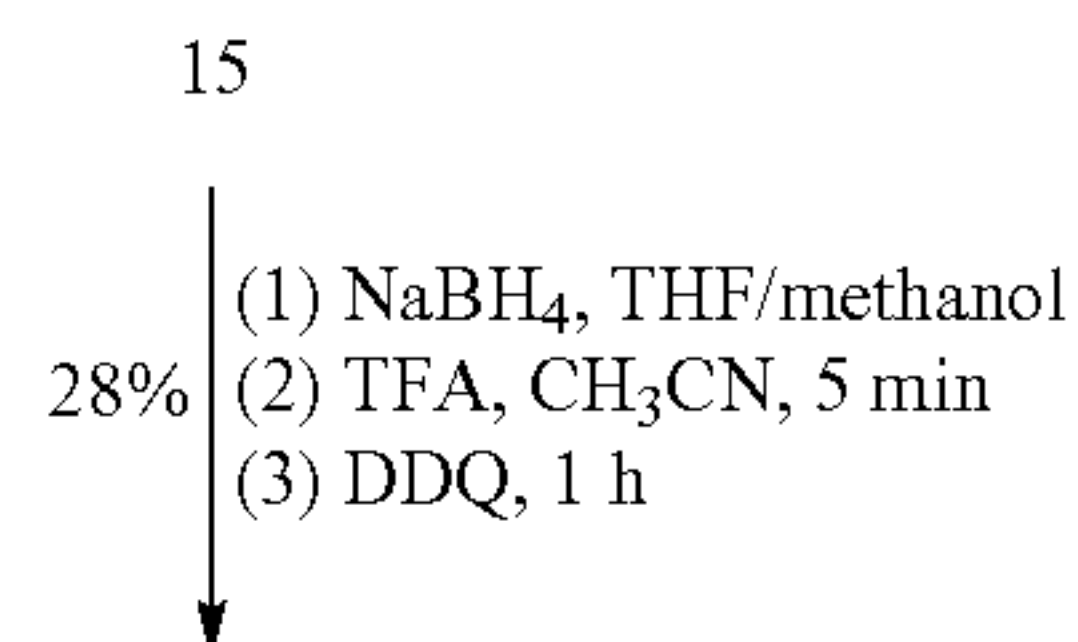 15
(1) NaBH4, THF/methanol
28% (2) TFA, CH3CN, 5 min
(3) DDQ, 1 h